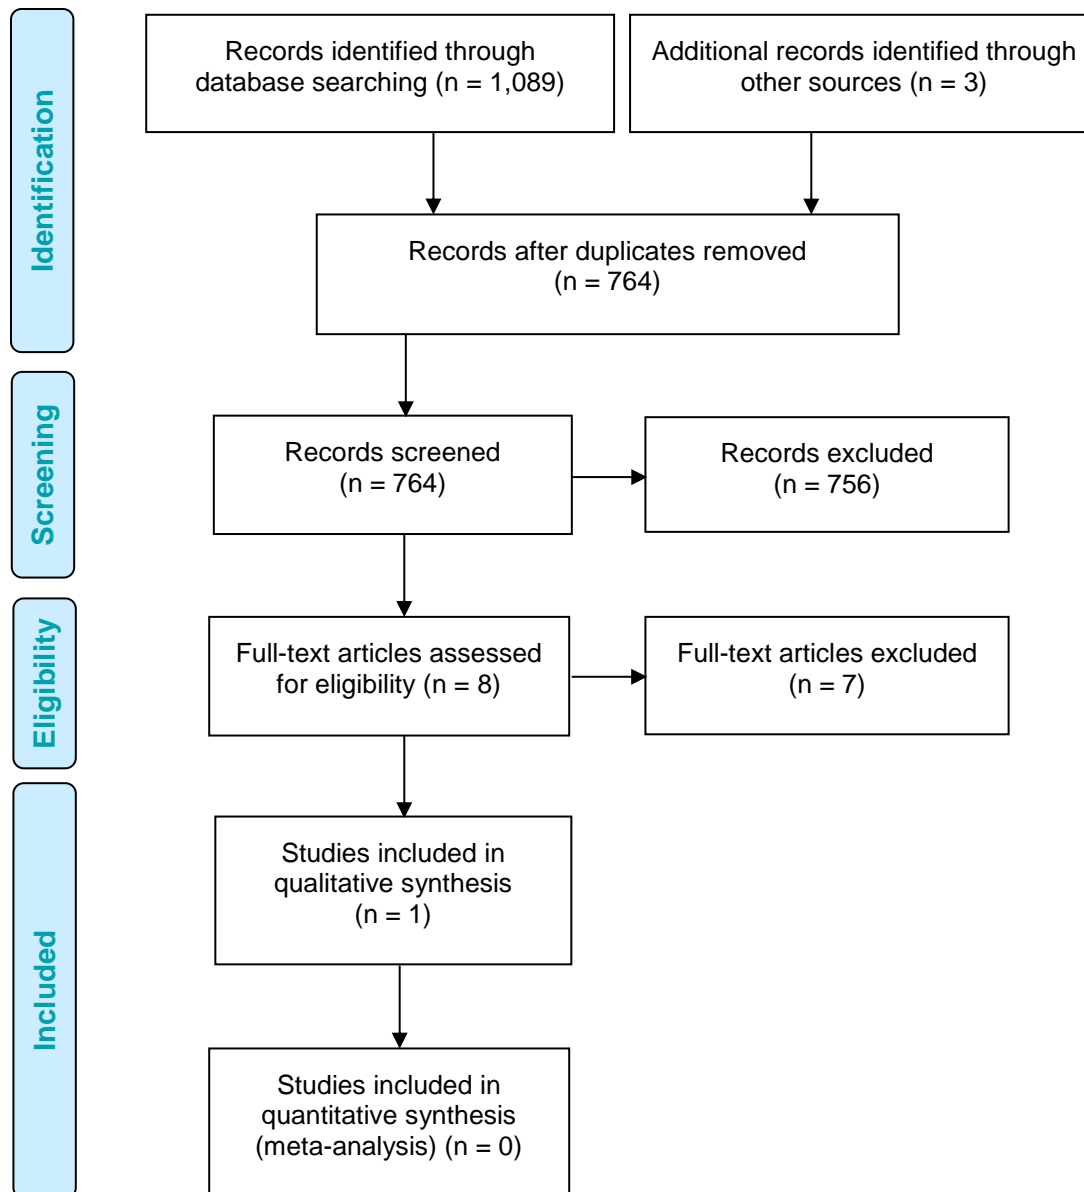 Identification
Records identified through
database searching (n = 1,089)
Additional records identified through
other sources (n = 3)
Records after duplicates removed
(n = 764)
Screening
Records screened
(n = 764)
Records excluded
(n = 756)
Eligibility
Full-text articles assessed
for eligibility (n = 8)
Full-text articles excluded
(n = 7)
Included
Studies included in
qualitative synthesis
(n = 1)
Studies included in
quantitative synthesis
(meta-analysis) (n = 0)